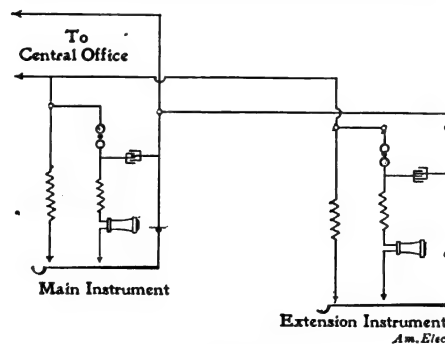 To
Central Office
Main Instrument
Extension Instrument
Am. Elec